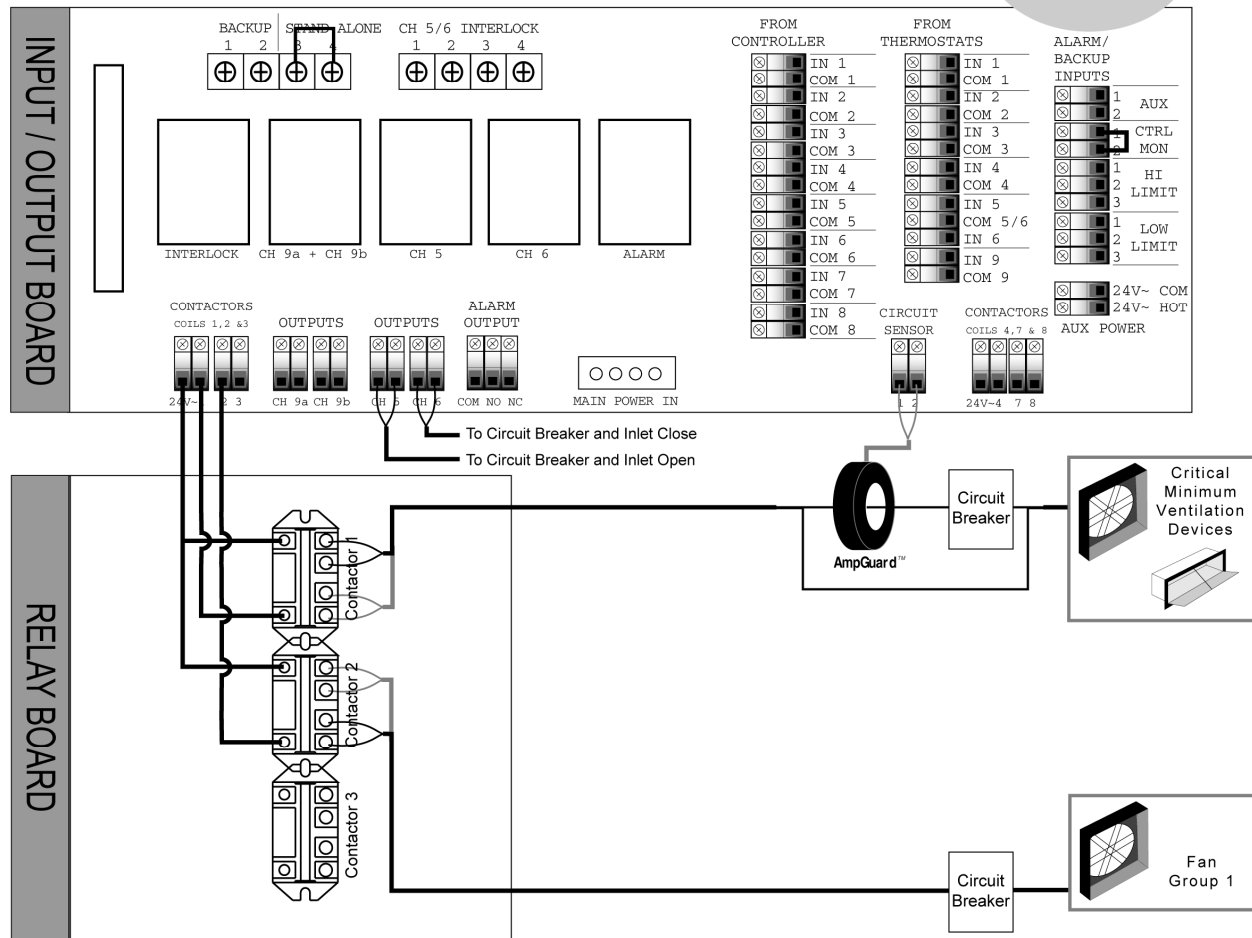 INPUT / OUTPUT BOARD
BACKUP STAND ALONE
1 2 3 4
CH 5/6 INTERLOCK
1 2 3 4
INTERLOCK
CH 9a + CH 9b
CH 5
CH 6
ALARM
FROM
CONTROLLER
IN 1
COM 1
IN 2
COM 2
IN 3
COM 3
IN 4
COM 4
IN 5
COM 5
IN 6
COM 6
IN 7
COM 7
IN 8
COM 8
FROM
THERMOSTATS
IN 1
COM 1
IN 2
COM 2
IN 3
COM 3
IN 4
COM 4
IN 5
COM 5/6
IN 6
IN 9
COM 9
ALARM/
BACKUP
INPUTS
1
2
AUX
1
2
CTRL
MON
1
2
3
HI
LIMIT
1
2
3
LOW
LIMIT
24V~ COM
24V~ HOT
AUX POWER
CONTACTORS
COILS 1,2 &3
24V~1 2 3
OUTPUTS
CH 9a CH 9b
OUTPUTS
CH 5 CH 6
ALARM
OUTPUT
COM NO NC
MAIN POWER IN
CIRCUIT
SENSOR
1 2
CONTACTORS
COILS 4,7 & 8
24V~4 7 8
To Circuit Breaker and Inlet Close
To Circuit Breaker and Inlet Open
RELAY BOARD
Contactor 1
Contactor 2
Contactor 3
AmpGuard™
Circuit
Breaker
Critical
Minimum
Ventilation
Devices
Circuit
Breaker
Fan
Group 1